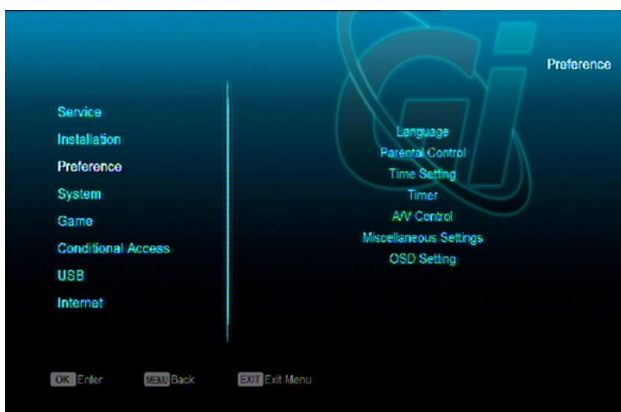 Preference
Service
Installation
Preference
System
Game
Conditional Access
USB
Internet
Language
Parental Control
Time Setting
Timer
A/V Control
Miscellaneous Settings
OSD Setting
OK Enter
MENU Back
EXIT Exit Menu
Gi